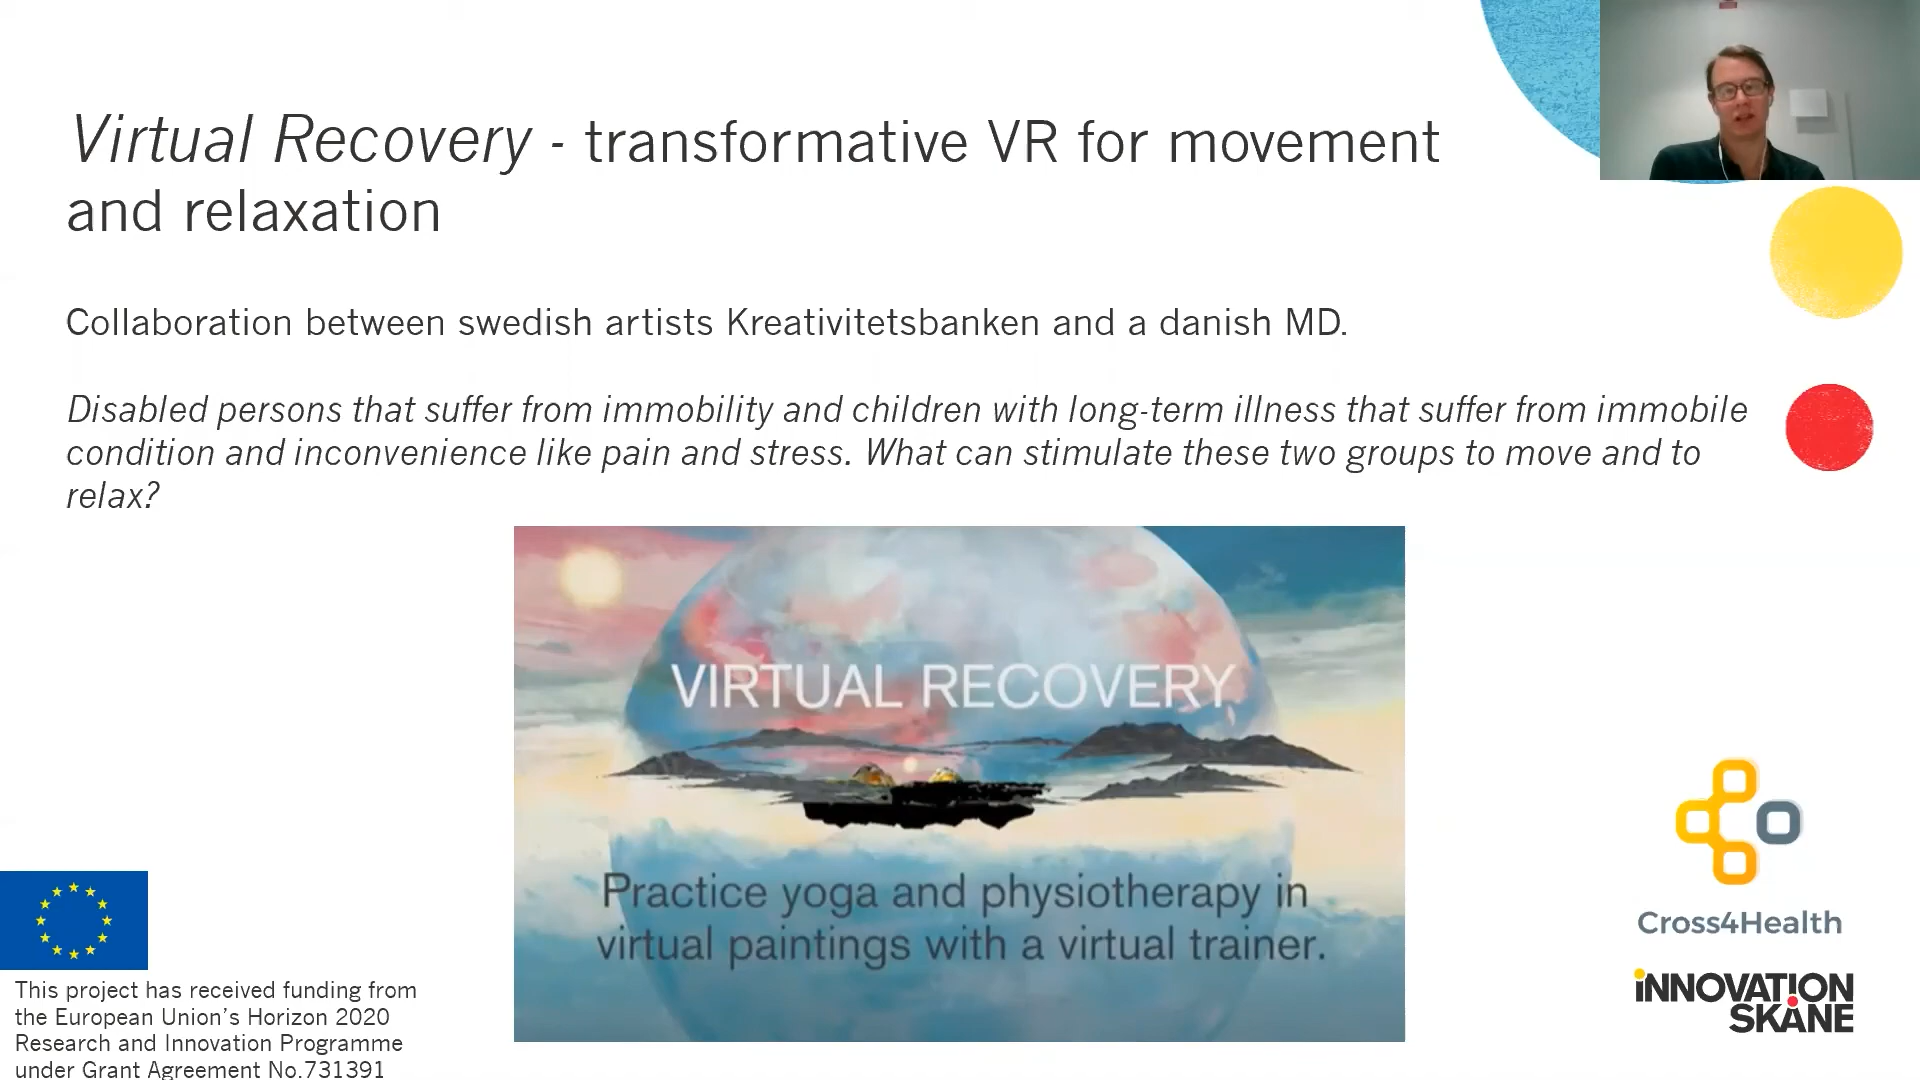 Virtual Recovery - transformative VR for movement
and relaxation
Collaboration between swedish artists Kreativitetsbanken and a danish MD.
Disabled persons that suffer from immobility and children with long-term illness that suffer from immobile
condition and inconvenience like pain and stress. What can stimulate these two groups to move and to
relax?
VIRTUAL RECOVERY
Practice yoga and physiotherapy in
virtual paintings with a virtual trainer.
This project has received funding from
the European Union's Horizon 2020
Research and Innovation Programme
under Grant Agreement No.731391
Cross4Health
INNOVATION
SKÅNE